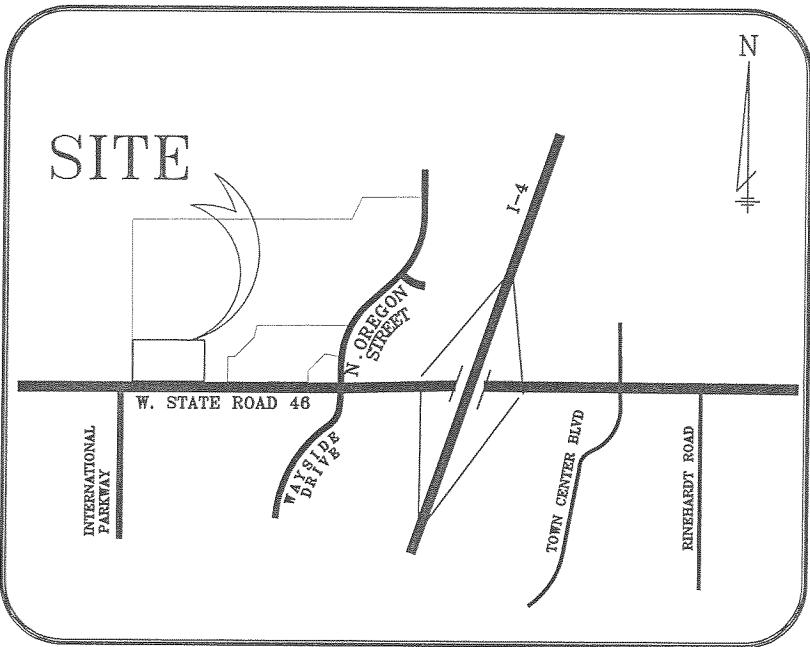 N
SITE
I-4
N. OREGON
STREET
W. STATE ROAD 46
INTERNATIONAL
PARKWAY
WAYSIDE
DRIVE
TOWN CENTER BLVD
RINEHARDT ROAD